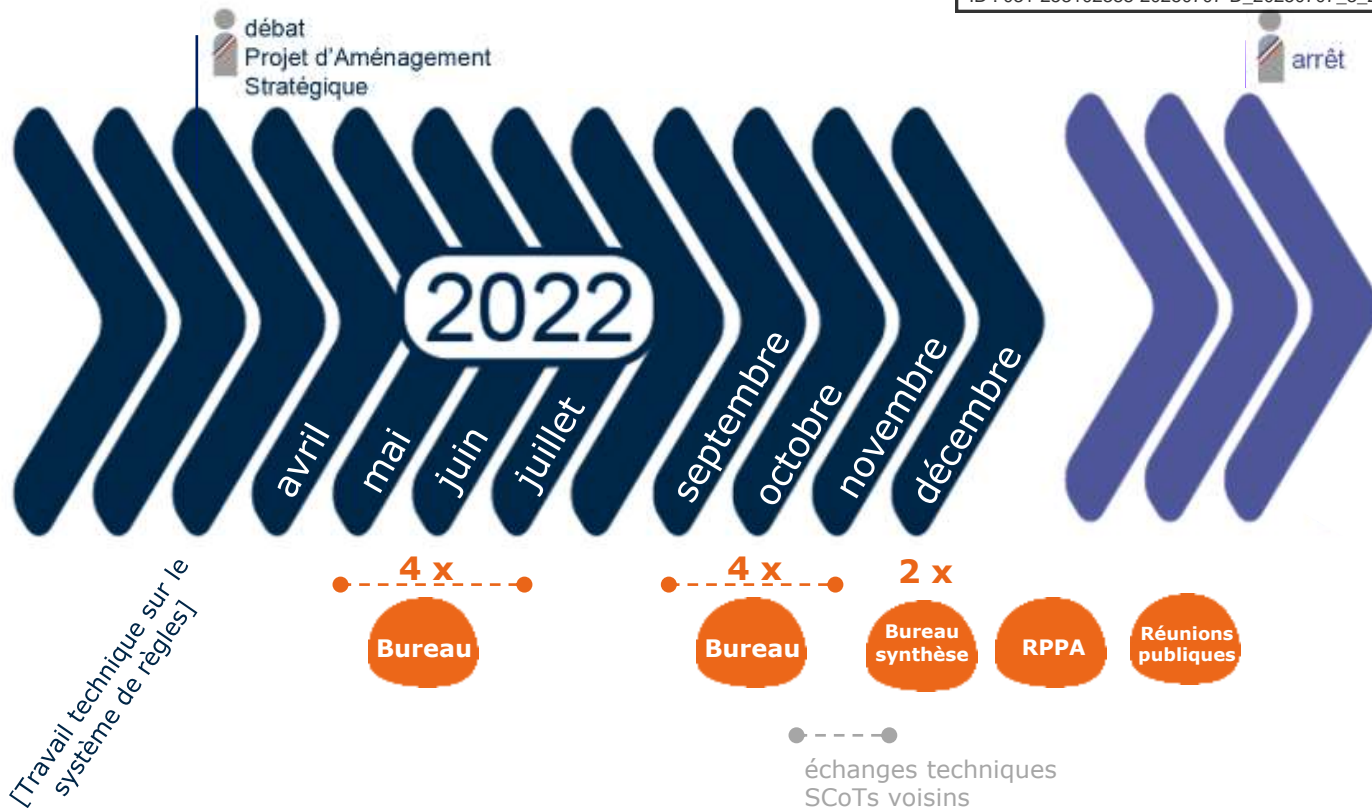 débat
Projet d'Aménagement
Stratégique
arrêt
2022
avril
mai
juin
juillet
septembre
octobre
novembre
décembre
[Travail technique sur le
système de règles]
4 x
Bureau
4 x
Bureau
2 x
Bureau
synthèse
RPPA
Réunions
publiques
échanges techniques
SCoTs voisins